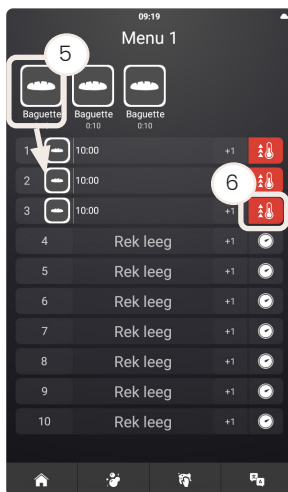 09:19
Menu 1
5
Baguette Baguette Baguette
0:10 0:10
1 10:00 +1
2 10:00
6
3 10:00 +1
4 Rek leeg +1
5 Rek leeg +1
6 Rek leeg +1
7 Rek leeg +1
8 Rek leeg +1
9 Rek leeg +1
10 Rek leeg +1